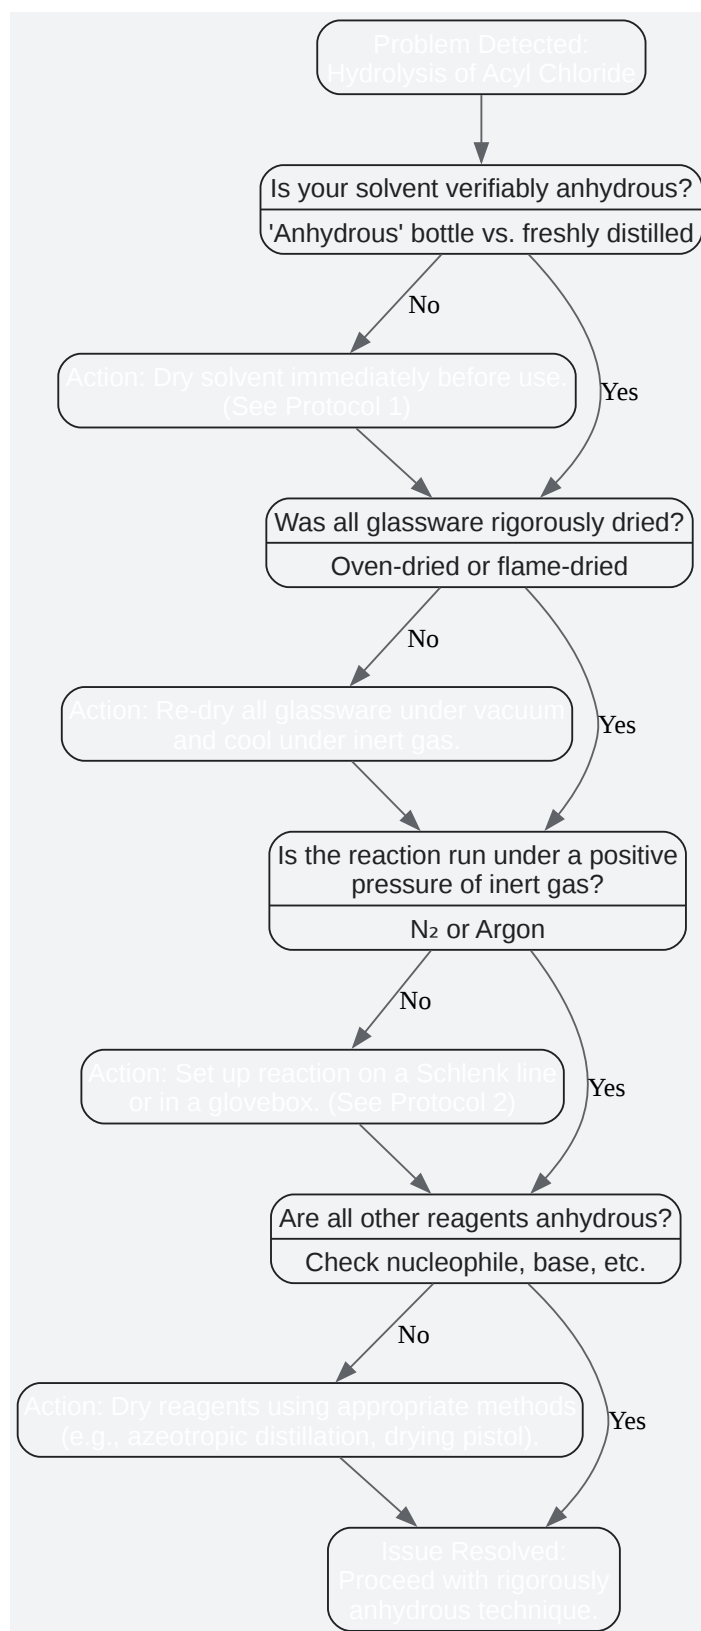 Problem Detected:
Hydrolysis of Acyl Chloride
Is your solvent verifiably anhydrous?
'Anhydrous' bottle vs. freshly distilled
No
Action: Dry solvent immediately before use.
(See Protocol 1)
Yes
Was all glassware rigorously dried?
Oven-dried or flame-dried
No
Action: Re-dry all glassware under vacuum
and cool under inert gas.
Yes
Is the reaction run under a positive
pressure of inert gas?
N₂ or Argon
No
Action: Set up reaction on a Schlenk line
or in a glovebox. (See Protocol 2)
Yes
Are all other reagents anhydrous?
Check nucleophile, base, etc.
No
Action: Dry reagents using appropriate methods
(e.g., azeotropic distillation, drying pistol).
Yes
Issue Resolved:
Proceed with rigorously
anhydrous technique.